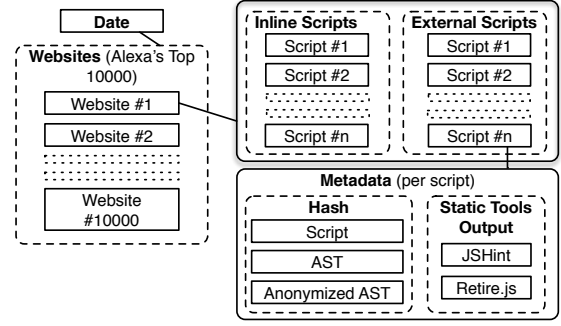 Date
Websites (Alexa's Top
10000)
Website #1
Website #2
Website
#10000
Inline Scripts
Script #1
Script #2
Script #n
External Scripts
Script #1
Script #2
Script #n
Metadata (per script)
Hash
Script
AST
Anonymized AST
Static Tools
Output
JSHint
Retire.js